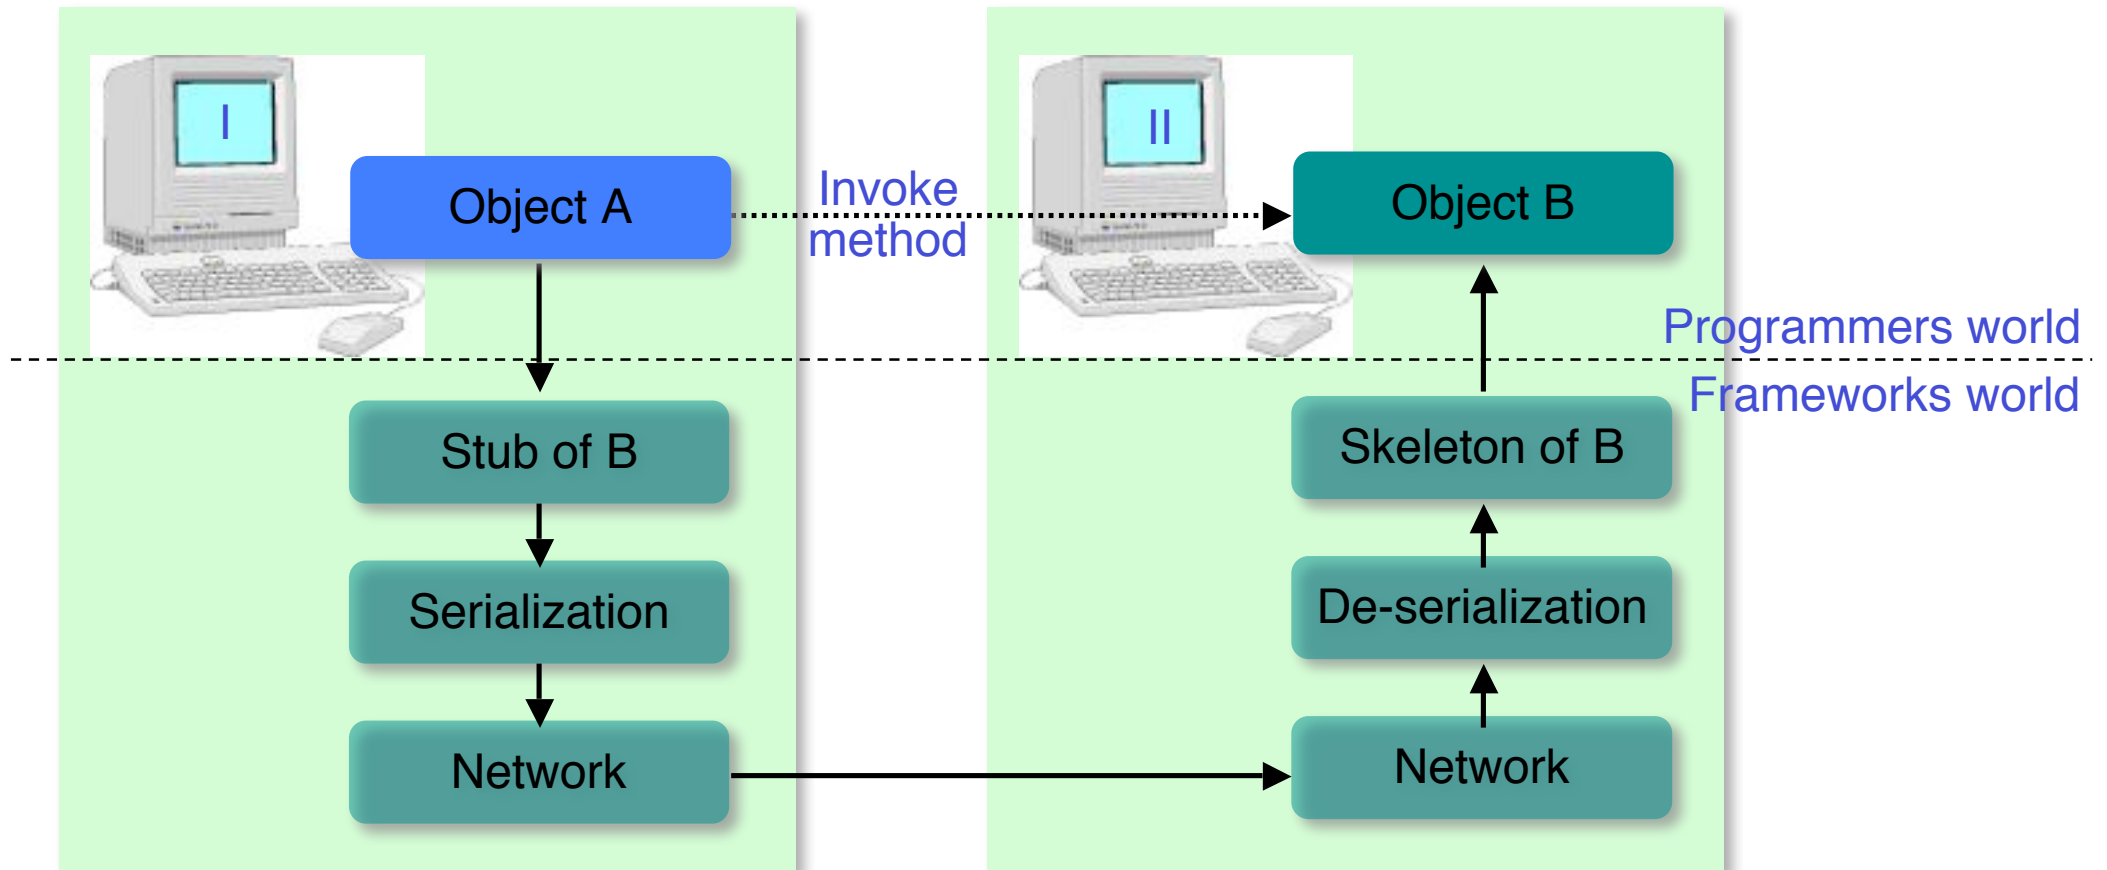 I
II
Object A
Invoke
method
Object B
Programmers world
Frameworks world
Stub of B
Skeleton of B
Serialization
De-serialization
Network
Network